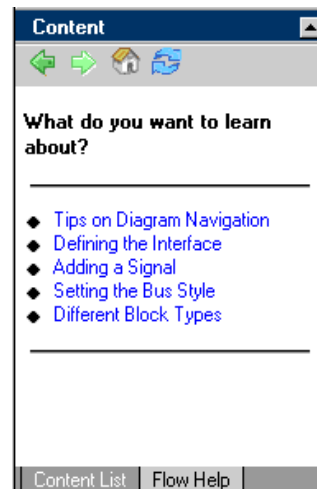 Content
What do you want to learn
about?
Tips on Diagram Navigation
Defining the Interface
Adding a Signal
Setting the Bus Style
Different Block Types
Content List Flow Help